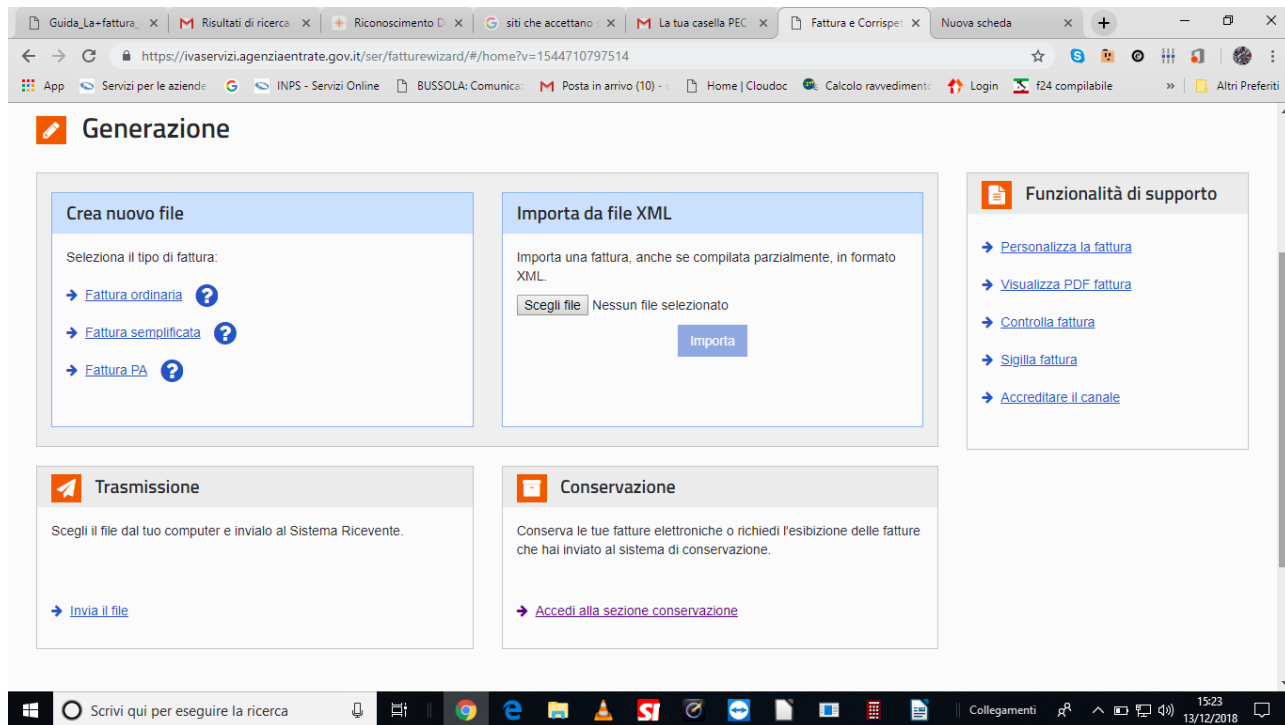 Guida_La+fattura_
Risultati di ricerca
Riconoscimento D
siti che accettano
La tua casella PEC
Fattura e Corrispet
Nuova scheda
https://ivaservizi.agenziaentrate.gov.it/ser/fatturewizard/#/home?v=1544710797514
App
Servizi per le aziende
G
INPS - Servizi Online
BUSSOLA: Comunica
Posta in arrivo (10) -
Home | Cloudoc
Calcolo ravvedimento
Login
f24 compilabile
»
Altri Preferiti
Generazione
Crea nuovo file
Seleziona il tipo di fattura:
Fattura ordinaria ?
Fattura semplificata ?
Fattura PA ?
Importa da file XML
Importa una fattura, anche se compilata parzialmente, in formato
XML.
Scegli file Nessun file selezionato
Importa
Funzionalità di supporto
Personalizza la fattura
Visualizza PDF fattura
Controlla fattura
Sigilla fattura
Accreditare il canale
Trasmissione
Scegli il file dal tuo computer e invialo al Sistema Ricevente.
Invia il file
Conservazione
Conserva le tue fatture elettroniche o richiedi l'esibizione delle fatture
che hai inviato al sistema di conservazione.
Accedi alla sezione conservazione
Scrivi qui per eseguire la ricerca
Collegamenti
15:23
13/12/2018